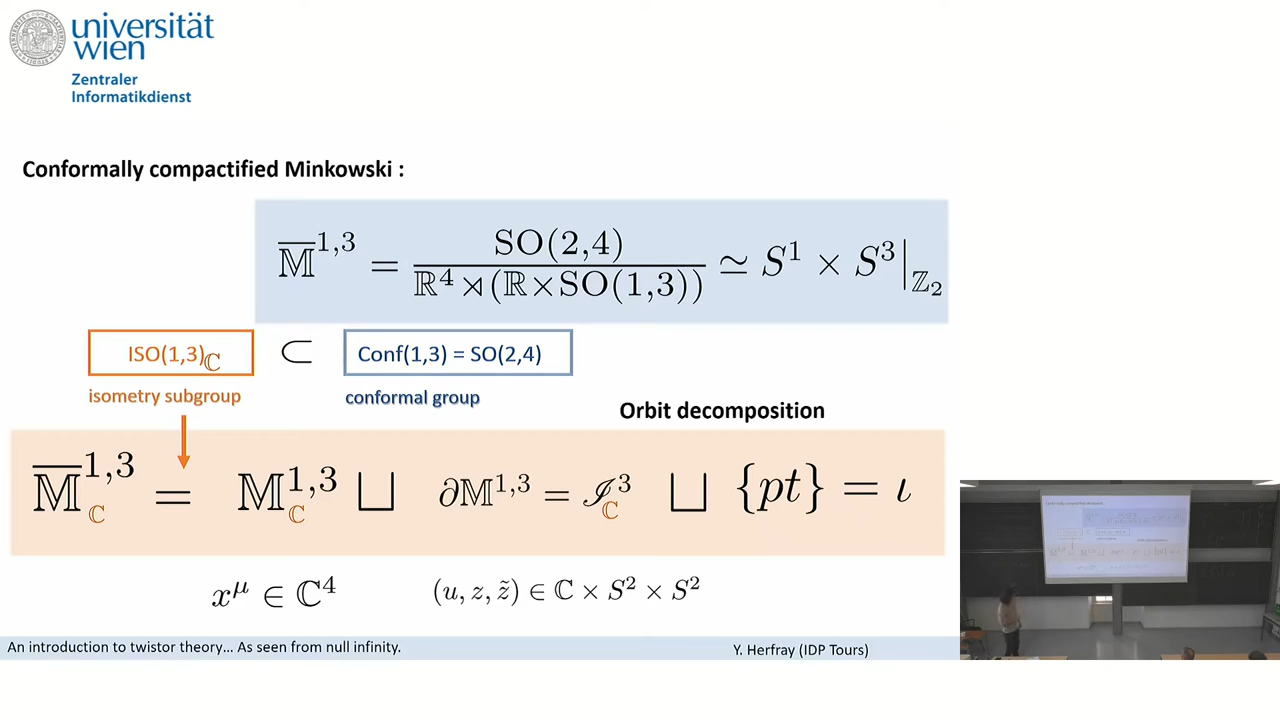 universität
wien
Zentraler
Informatikdienst
Conformally compactified Minkowski :
$\overline{\mathbb{M}}^{1,3} = \frac{\mathrm{SO}(2,4)}{\mathbb{R}^4 \rtimes (\mathbb{R} \times \mathrm{SO}(1,3))} \simeq S^1 \times S^3 \big|_{\mathbb{Z}_2}$
ISO(1,3)ℂ ⊂ Conf(1,3) = SO(2,4)
isometry subgroup conformal group
Orbit decomposition
$\overline{\mathbb{M}}_{\mathbb{C}}^{1,3} = \mathbb{M}_{\mathbb{C}}^{1,3} \sqcup \partial\mathbb{M}^{1,3} = \mathscr{I}_{\mathbb{C}}^3 \sqcup \{pt\} = \iota$
$x^\mu \in \mathbb{C}^4$ $(u, z, \tilde{z}) \in \mathbb{C} \times S^2 \times S^2$
An introduction to twistor theory... As seen from null infinity. Y. Herfray (IDP Tours)